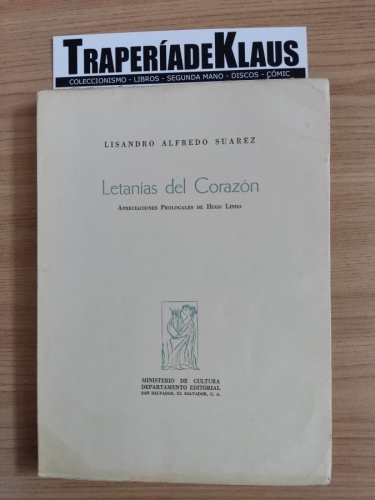 TRAPERÍADEKLAUS
COLECCIONISMO - LIBROS - SEGUNDA MANO - DISCOS - CÓMIC
LISANDRO ALFREDO SUAREZ
Letanías del Corazón
APRECIACIONES PROLOGALES DE HUGO LINDO
MINISTERIO DE CULTURA
DEPARTAMENTO EDITORIAL
SAN SALVADOR, EL SALVADOR, C. A.